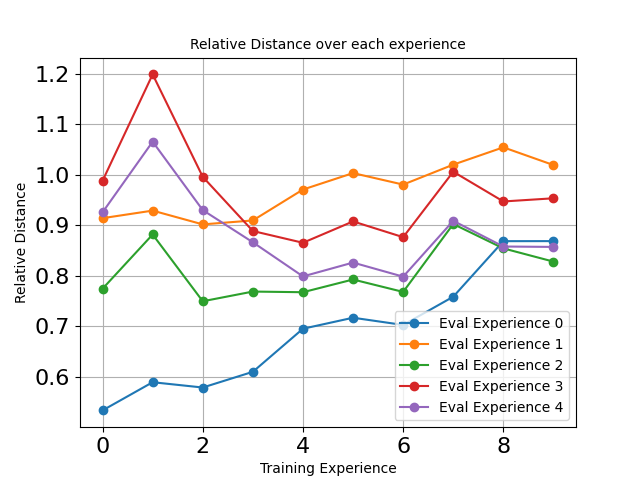 Relative Distance over each experience
Relative Distance
1.2
1.1
1.0
0.9
0.8
0.7
0.6
Eval Experience 0
Eval Experience 1
Eval Experience 2
Eval Experience 3
Eval Experience 4
0 2 4 6 8
Training Experience